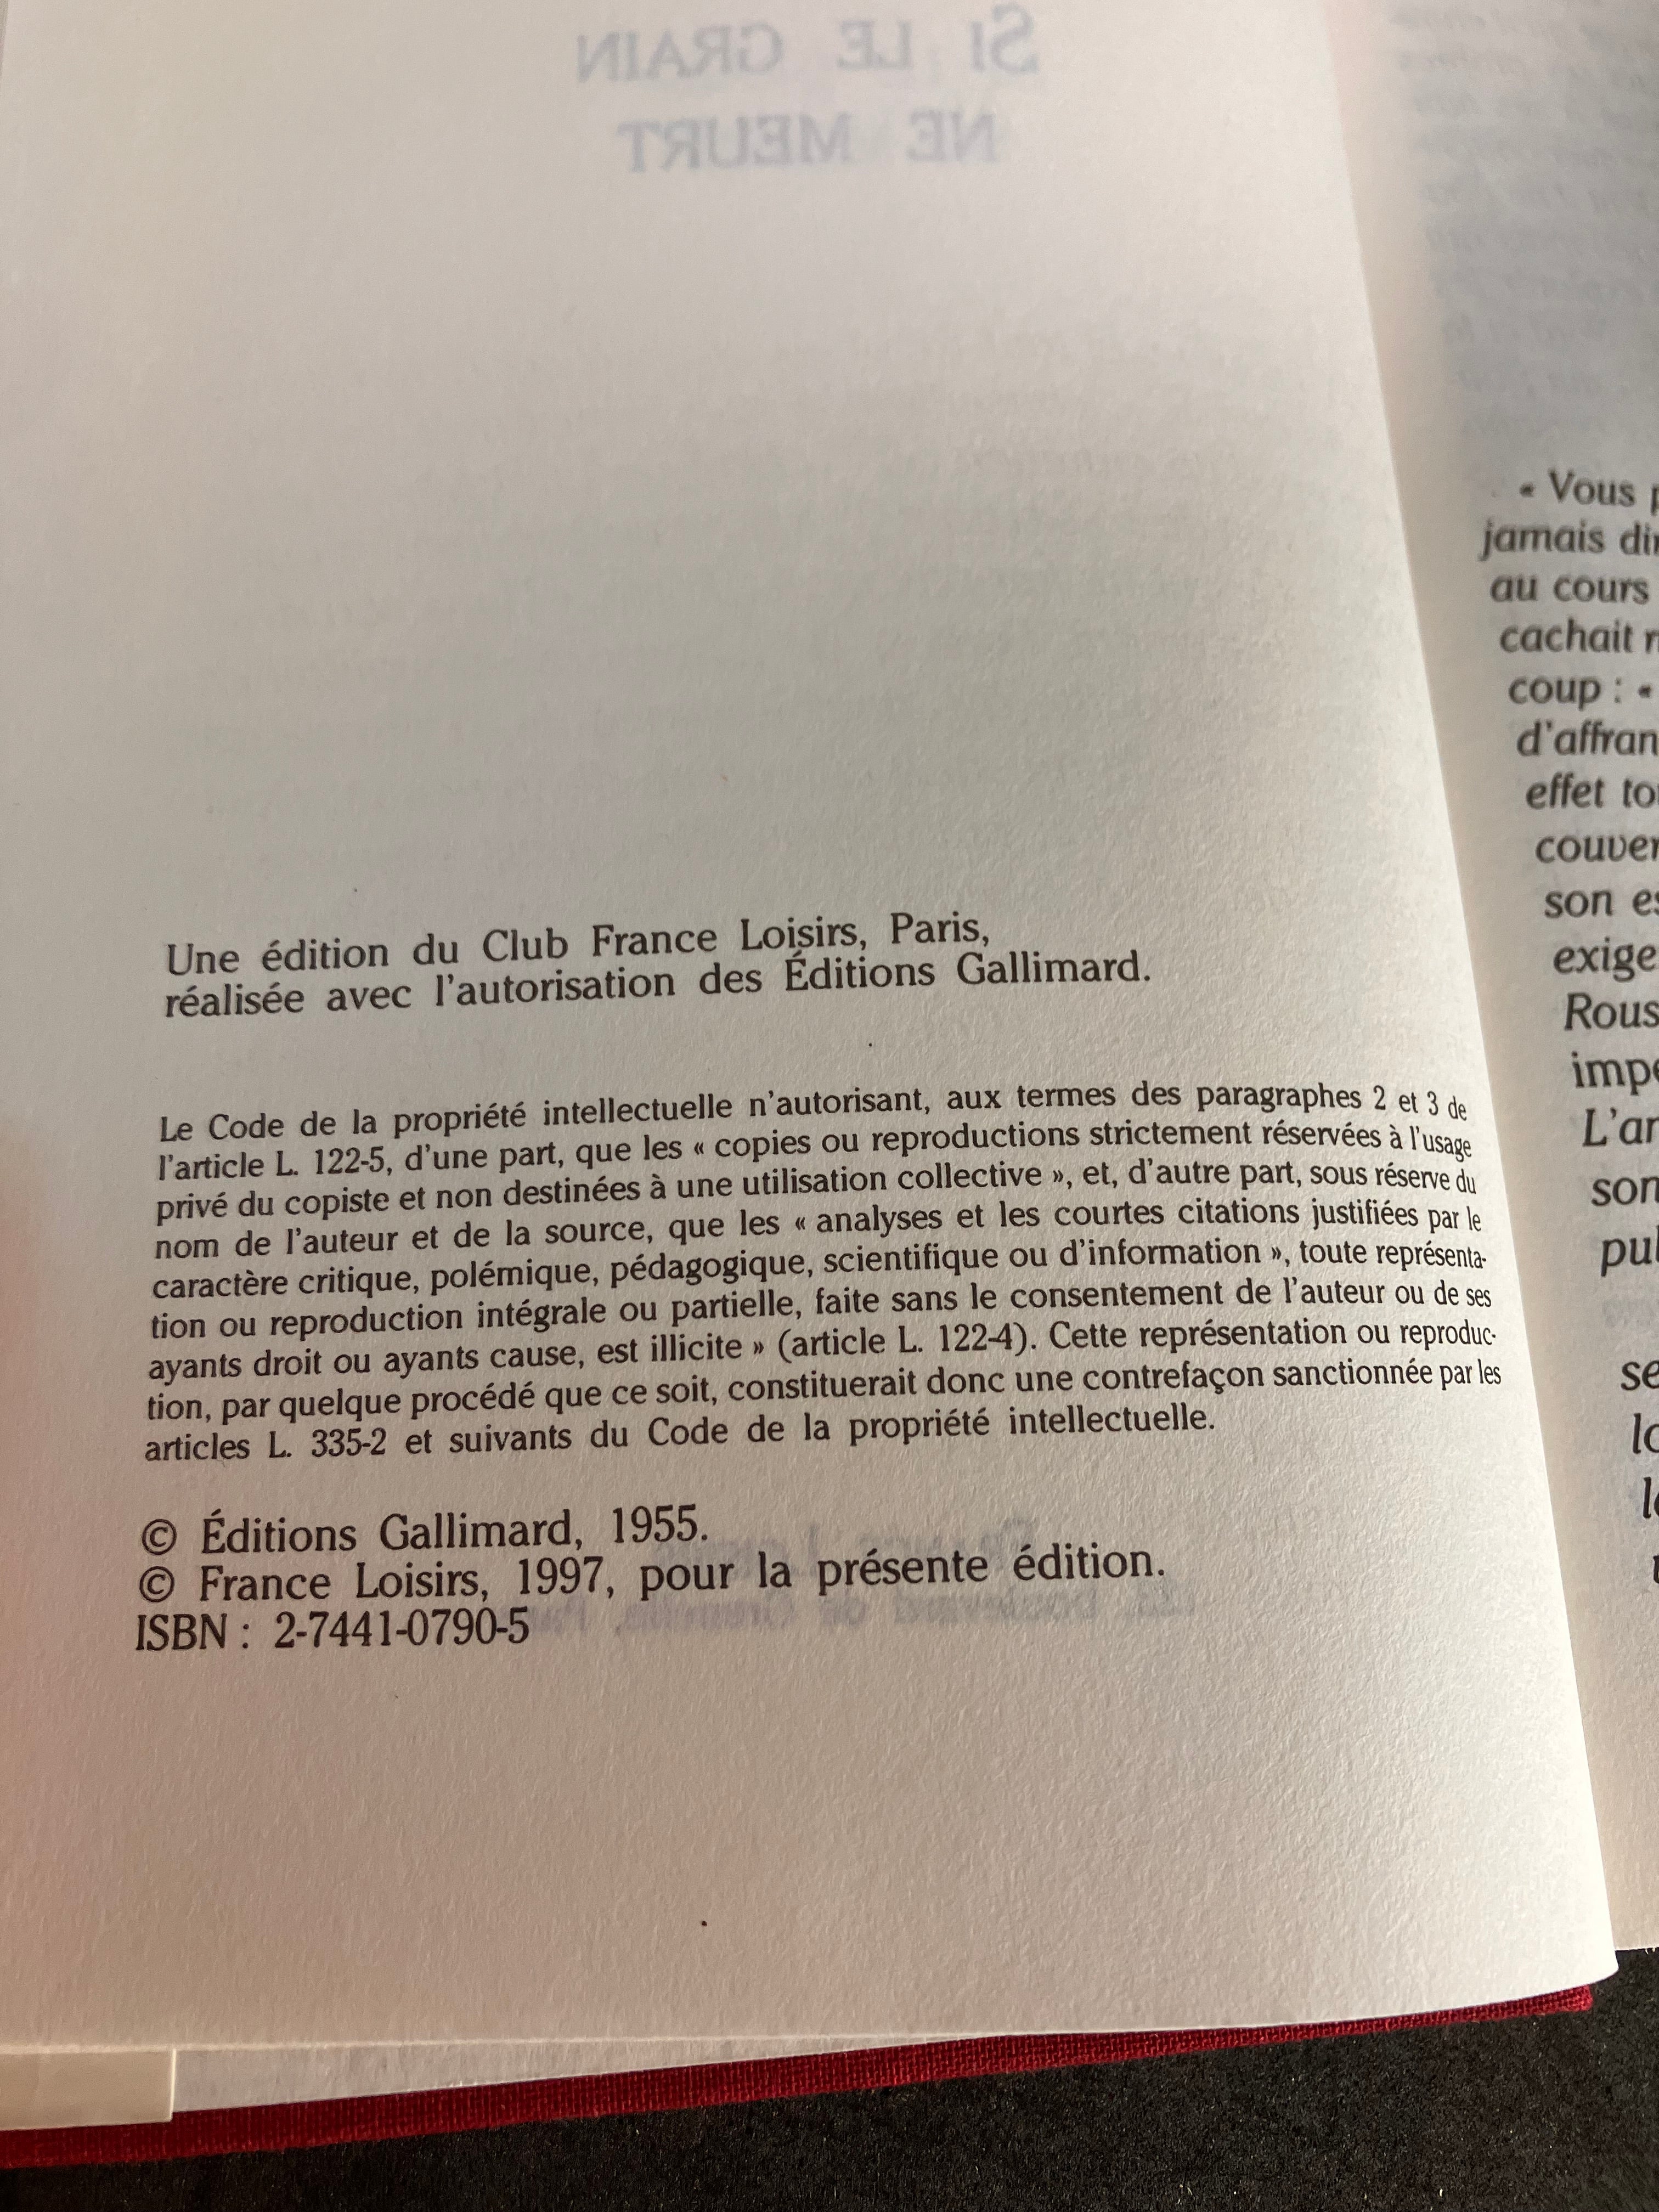 SI LE GRAIN
NE MEURT
Une édition du Club France Loisirs, Paris,
réalisée avec l'autorisation des Éditions Gallimard.
Le Code de la propriété intellectuelle n'autorisant, aux termes des paragraphes 2 et 3 de
l'article L. 122-5, d'une part, que les « copies ou reproductions strictement réservées à l'usage
privé du copiste et non destinées à une utilisation collective », et, d'autre part, sous réserve du
nom de l'auteur et de la source, que les « analyses et les courtes citations justifiées par le
caractère critique, polémique, pédagogique, scientifique ou d'information », toute représenta-
tion ou reproduction intégrale ou partielle, faite sans le consentement de l'auteur ou de ses
ayants droit ou ayants cause, est illicite » (article L. 122-4). Cette représentation ou reproduc-
tion, par quelque procédé que ce soit, constituerait donc une contrefaçon sanctionnée par les
articles L. 335-2 et suivants du Code de la propriété intellectuelle.
© Éditions Gallimard, 1955.
© France Loisirs, 1997, pour la présente édition.
ISBN : 2-7441-0790-5
« Vous
jamais
au cours
cachait
coup : «
d'affran
effet
couver
son
exige
Rous
L'ar
son